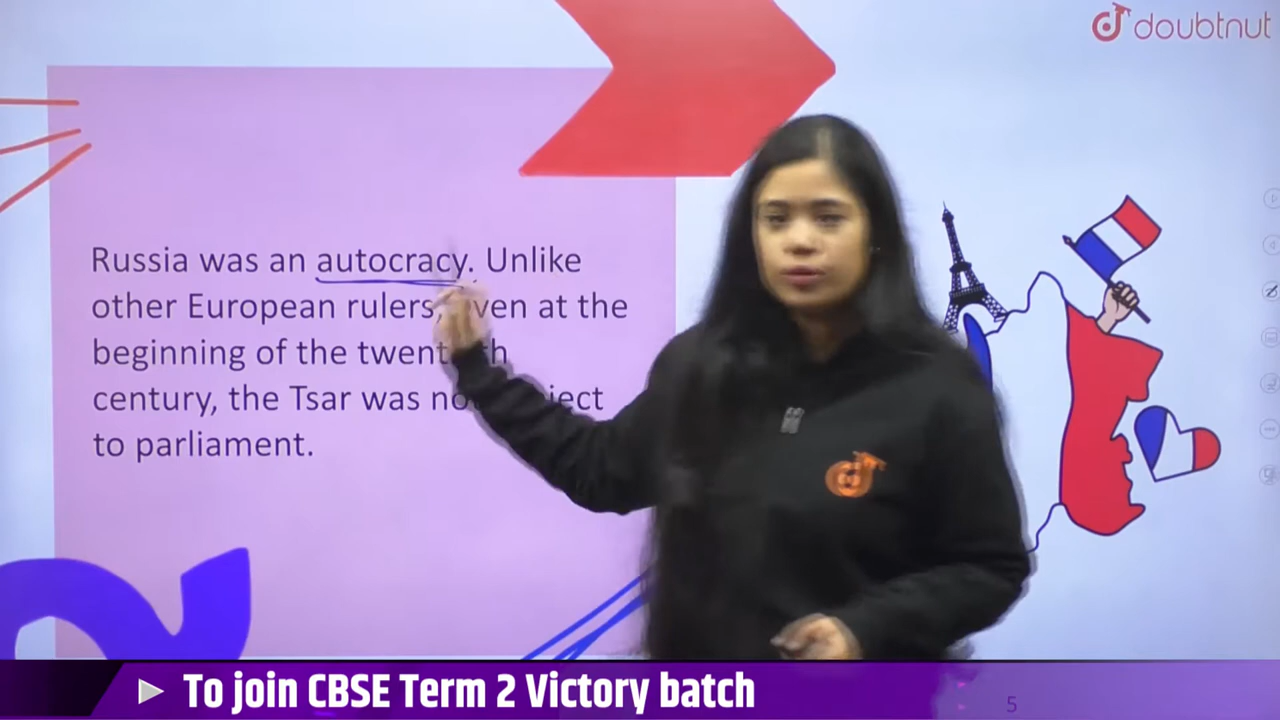 doubtnut
Russia was an autocracy. Unlike
other European rulers, at the
beginning of the
century, the Tsar was
to parliament.
To join CBSE Term 2 Victory batch
5